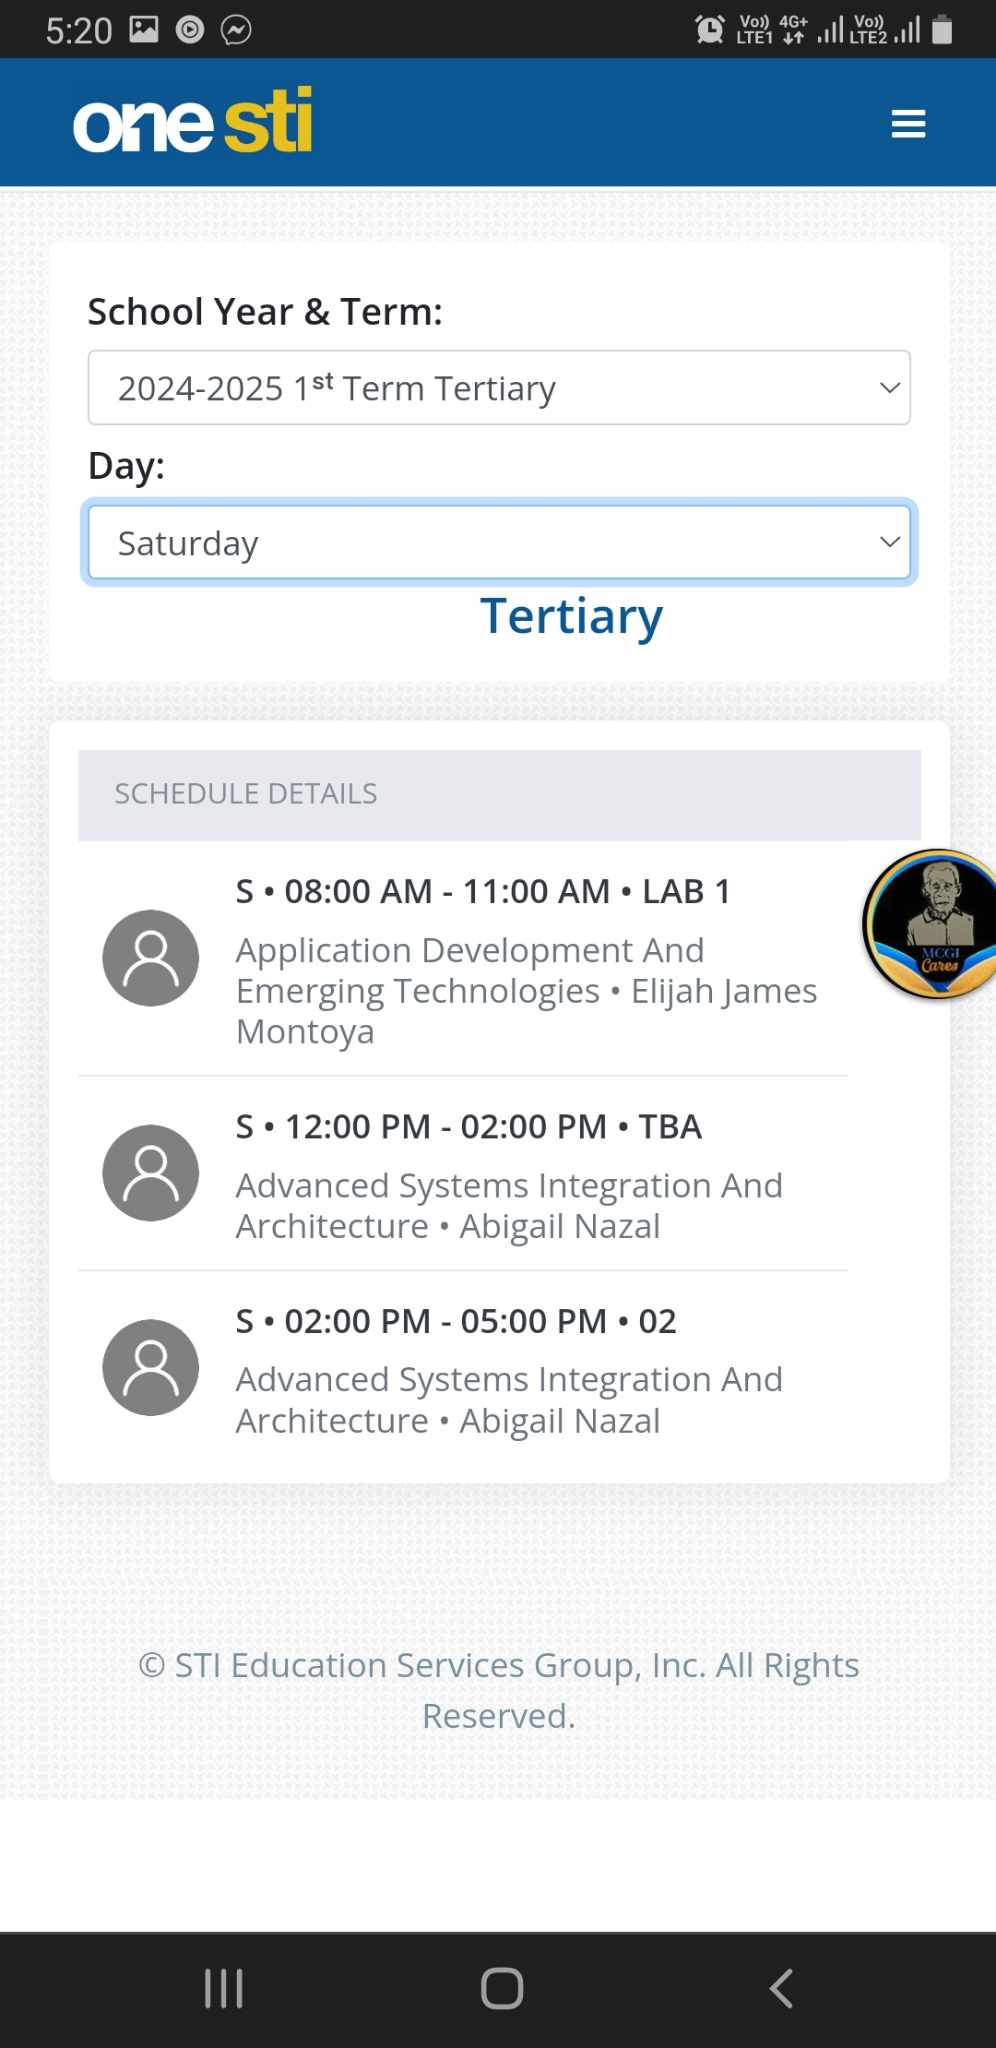 5:20
Vo)) LTE1 4G+ Vo)) LTE2
one sti
School Year & Term:
2024-2025 1st Term Tertiary
Day:
Saturday
Tertiary
SCHEDULE DETAILS
S • 08:00 AM - 11:00 AM • LAB 1
Application Development And
Emerging Technologies • Elijah James
Montoya
MCGI
Cares
S • 12:00 PM - 02:00 PM • TBA
Advanced Systems Integration And
Architecture • Abigail Nazal
S • 02:00 PM - 05:00 PM • 02
Advanced Systems Integration And
Architecture • Abigail Nazal
© STI Education Services Group, Inc. All Rights
Reserved.